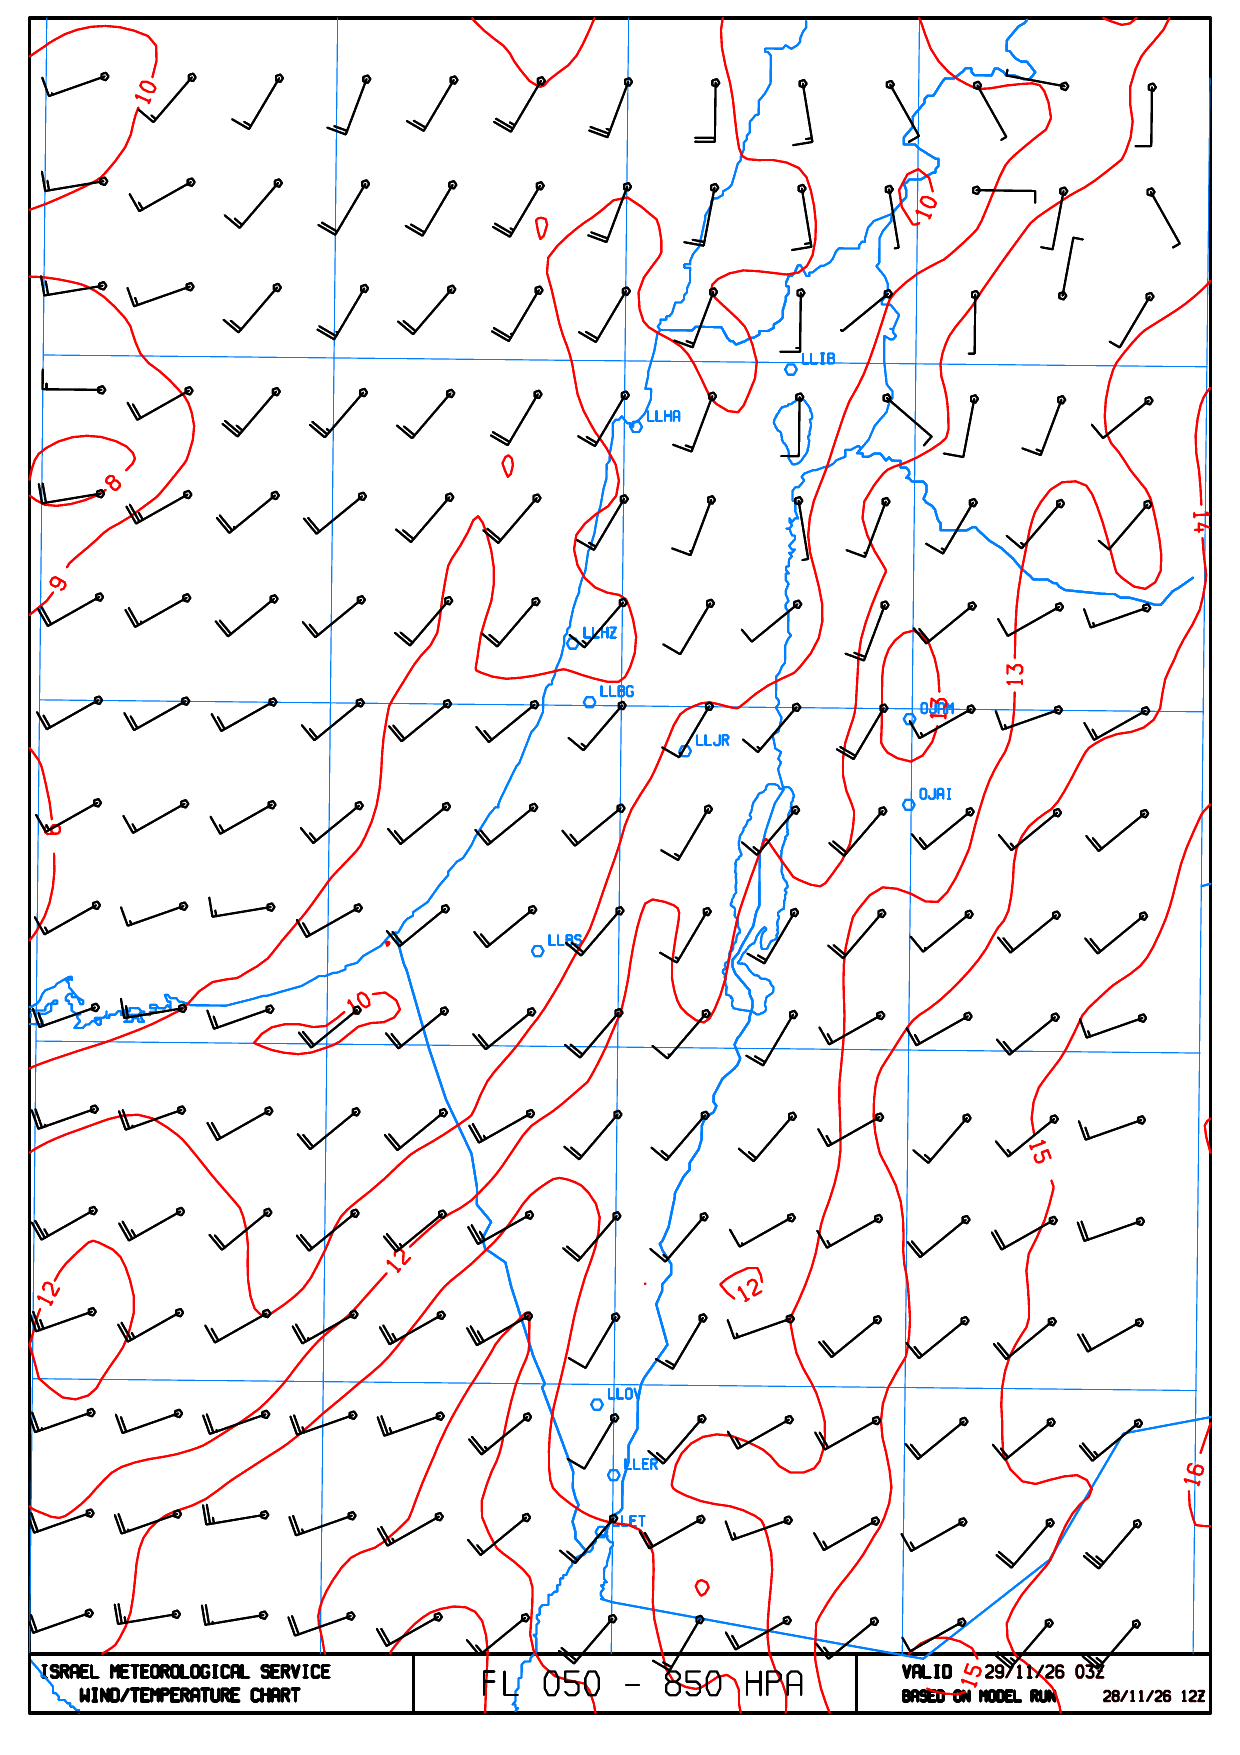 10
10
LLIB
LLHA
8
14
9
LLHZ
13
LLBG
13
OJAM
LLJR
OJAI
9
LLBS
10
15
12
12
12
LLOV
16
LLER
LLET
15
ISRAEL METEOROLOGICAL SERVICE
WIND/TEMPERATURE CHART
FL 050 - 850 HPA
VALID 29/11/26 03Z
BASED ON MODEL RUN 28/11/26 12Z